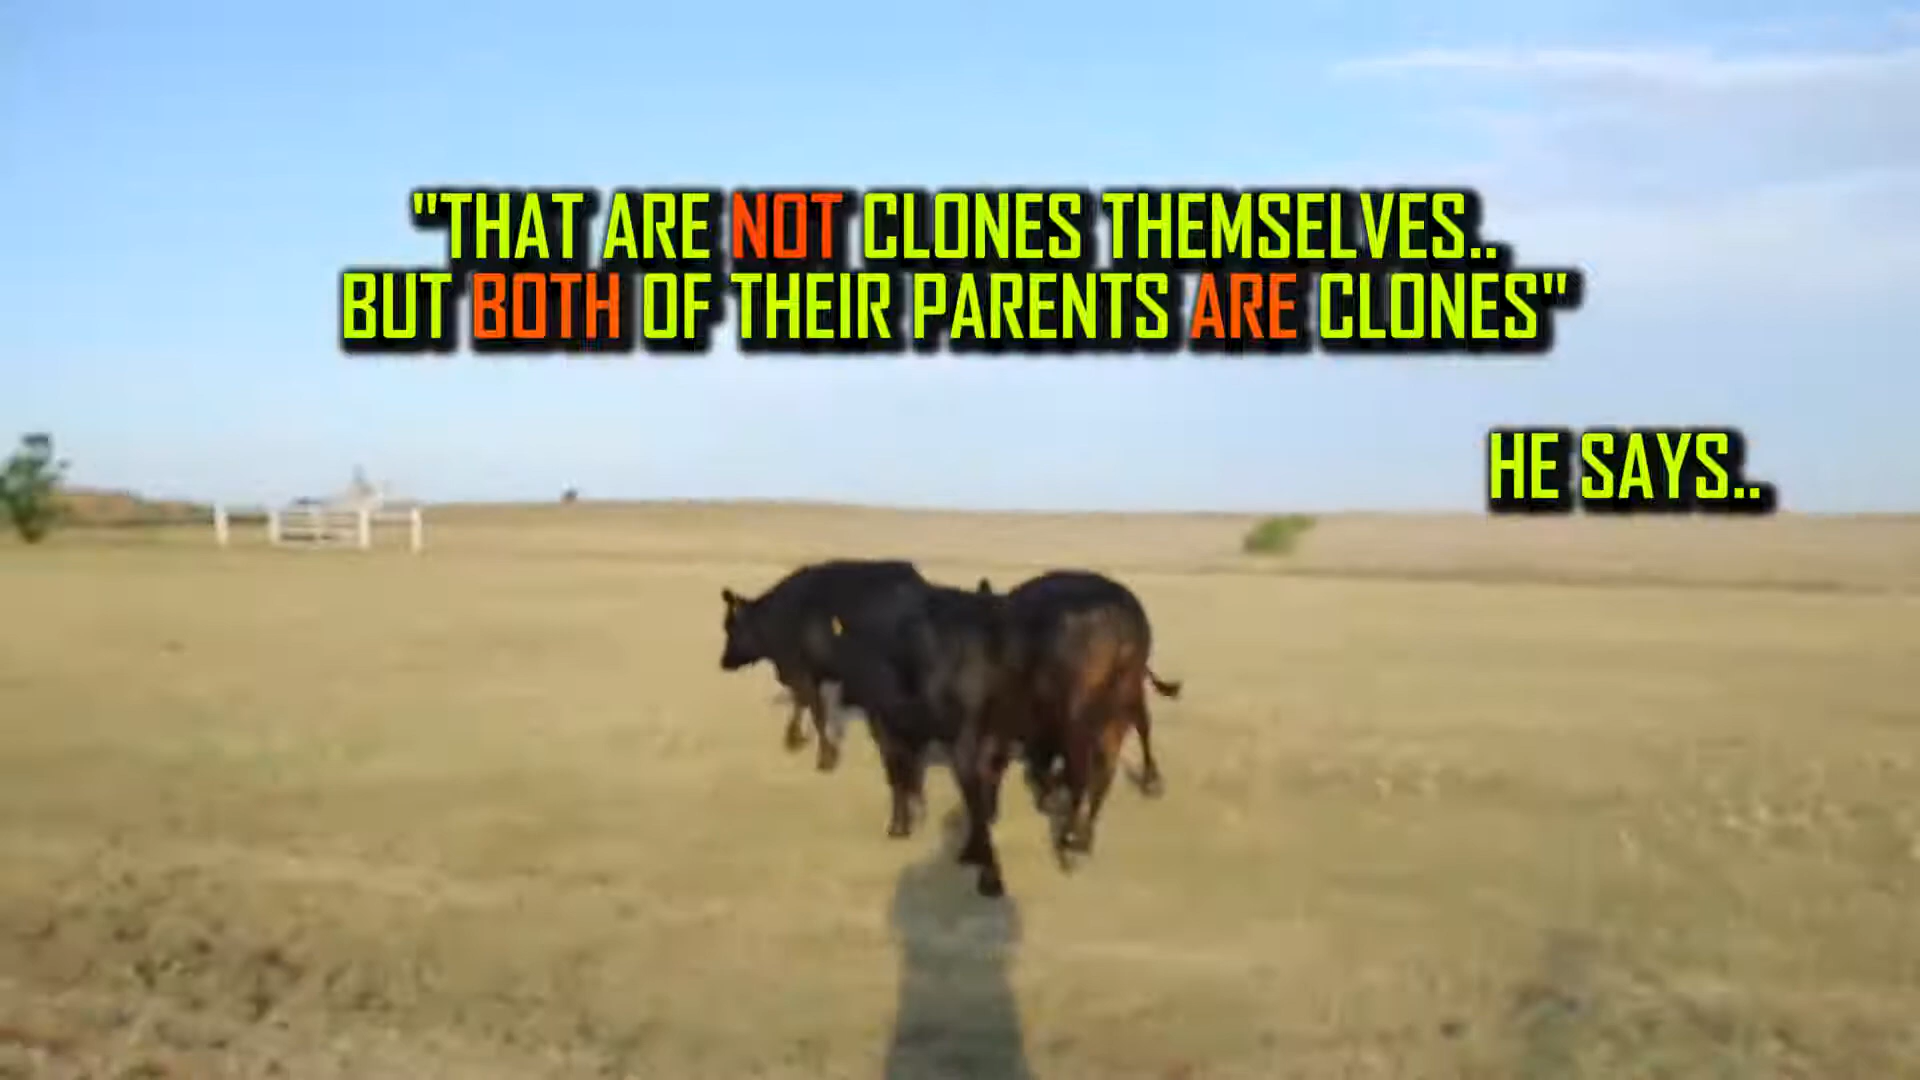 "THAT ARE NOT CLONES THEMSELVES..
BUT BOTH OF THEIR PARENTS ARE CLONES"
HE SAYS..